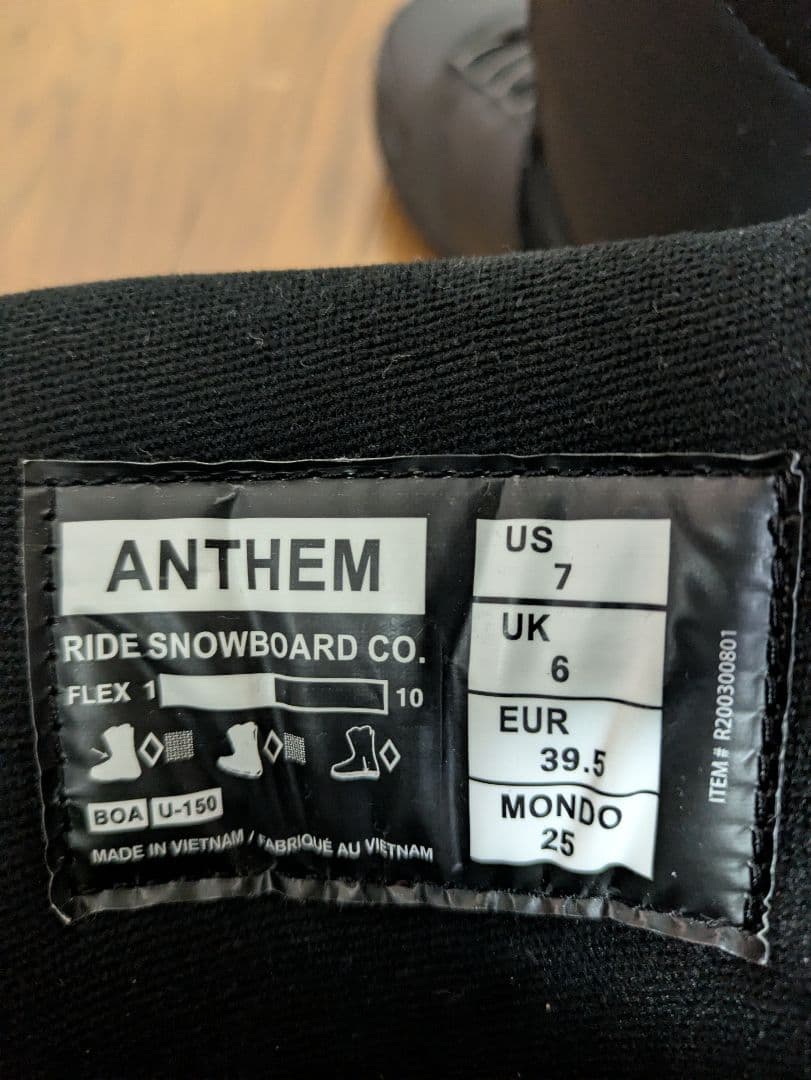 ANTHEM
RIDE SNOWBOARD CO.
FLEX 1 10
BOA U-150
MADE IN VIETNAM / FABRIQUÉ AU VIETNAM
US
7
UK
6
EUR
39.5
MONDO
25
ITEM # R200300801